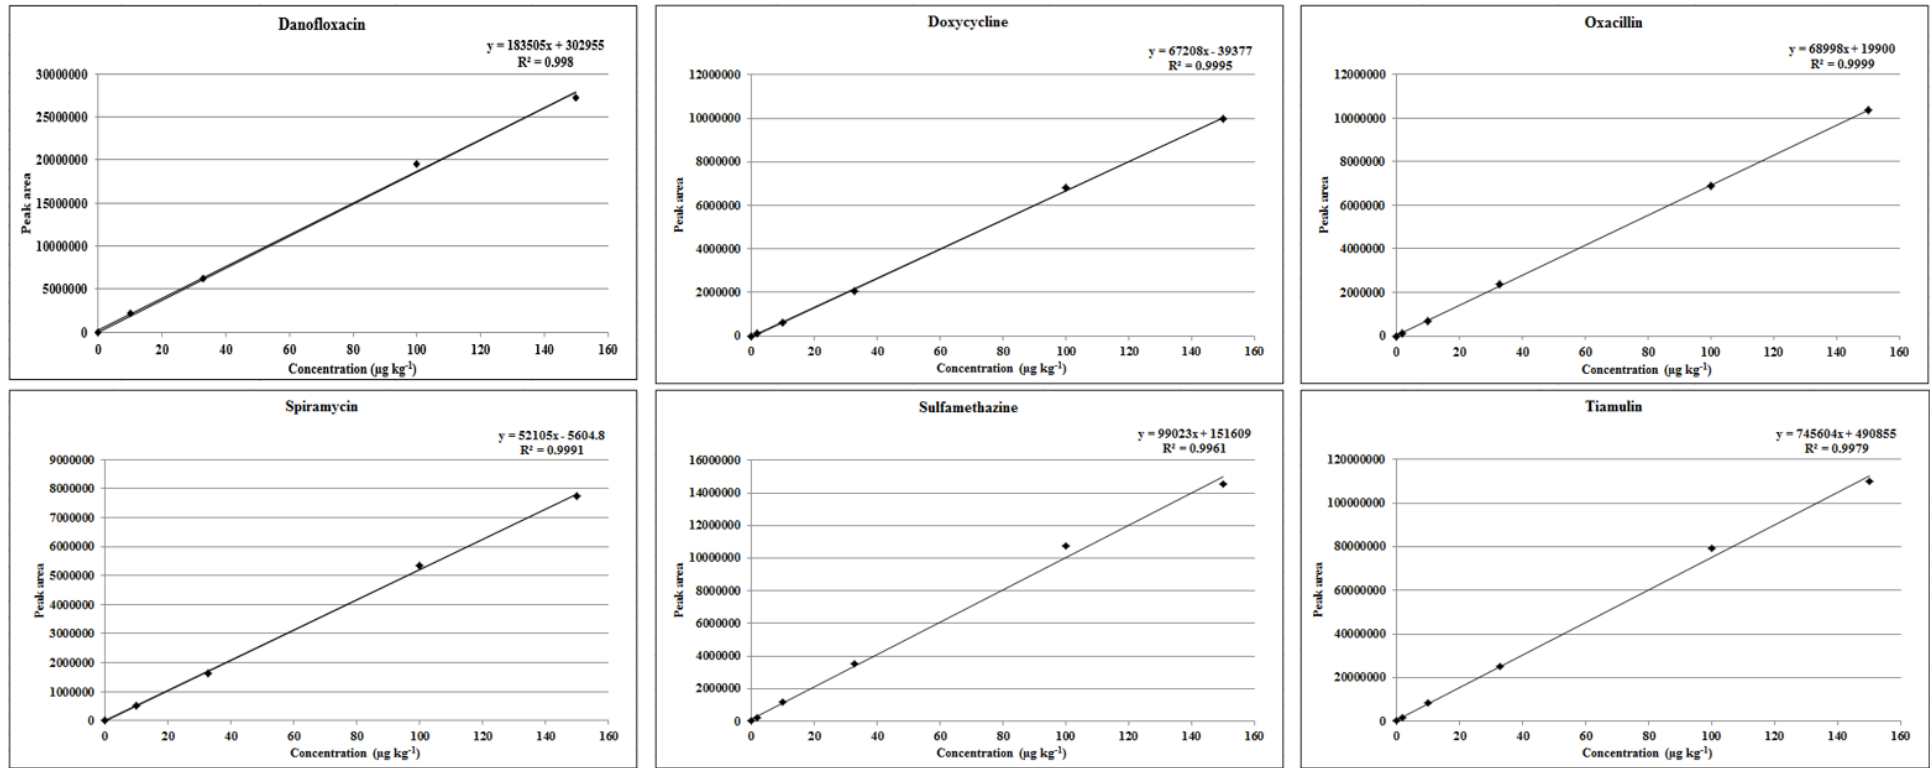 Danofloxacin
y = 183505x + 302955
R² = 0.998
30000000
25000000
20000000
15000000
10000000
5000000
0
Peak area
0 20 40 60 80 100 120 140 160
Concentration (µg kg⁻¹)
Doxycycline
y = 67208x - 39377
R² = 0.9995
12000000
10000000
8000000
6000000
4000000
2000000
0
Peak area
0 20 40 60 80 100 120 140 160
Concentration (µg kg⁻¹)
Oxacillin
y = 68998x + 19900
R² = 0.9999
12000000
10000000
8000000
6000000
4000000
2000000
0
Peak area
0 20 40 60 80 100 120 140 160
Concentration (µg kg⁻¹)
Spiramycin
y = 52105x - 5604.8
R² = 0.9991
9000000
8000000
7000000
6000000
5000000
4000000
3000000
2000000
1000000
0
Peak area
0 20 40 60 80 100 120 140 160
Concentration (µg kg⁻¹)
Sulfamethazine
y = 99023x + 151609
R² = 0.9961
16000000
14000000
12000000
10000000
8000000
6000000
4000000
2000000
0
Peak area
0 20 40 60 80 100 120 140 160
Concentration (µg kg⁻¹)
Tiamulin
y = 745604x + 490855
R² = 0.9979
120000000
100000000
80000000
60000000
40000000
20000000
0
Peak area
0 20 40 60 80 100 120 140 160
Concentration (µg kg⁻¹)